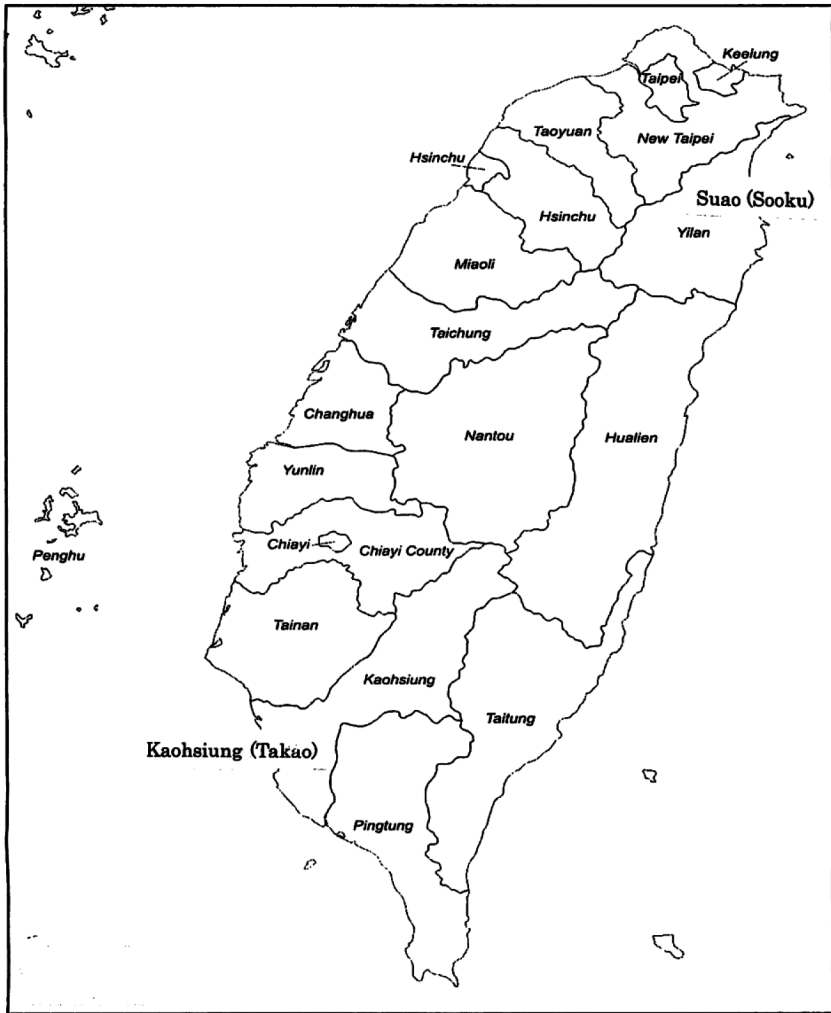 Keelung
Taipei
Taoyuan
New Taipei
Hsinchu
Suao (Sooku)
Hsinchu
Yilan
Miaoli
Taichung
Changhua
Nantou
Hualien
Yunlin
Chiayi
Chiayi County
Penghu
Tainan
Kaohsiung
Taitung
Kaohsiung (Takao)
Pingtung